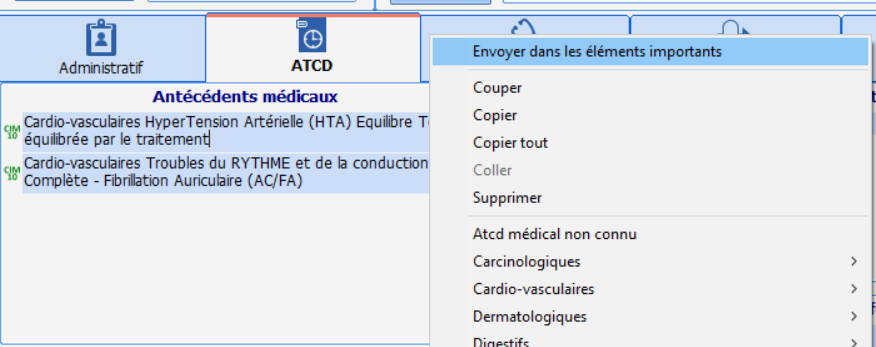 Administratif
ATCD
Antécédents médicaux
CIM
10
Cardio-vasculaires HyperTension Artérielle (HTA) Equilibre
équilibrée par le traitement
CIM
10
Cardio-vasculaires Troubles du RYTHME et de la conduction
Complète - Fibrillation Auriculaire (AC/FA)
Envoyer dans les éléments importants
Couper
Copier
Copier tout
Coller
Supprimer
Atcd médical non connu
Carcinologiques
Cardio-vasculaires
Dermatologiques
Digestifs